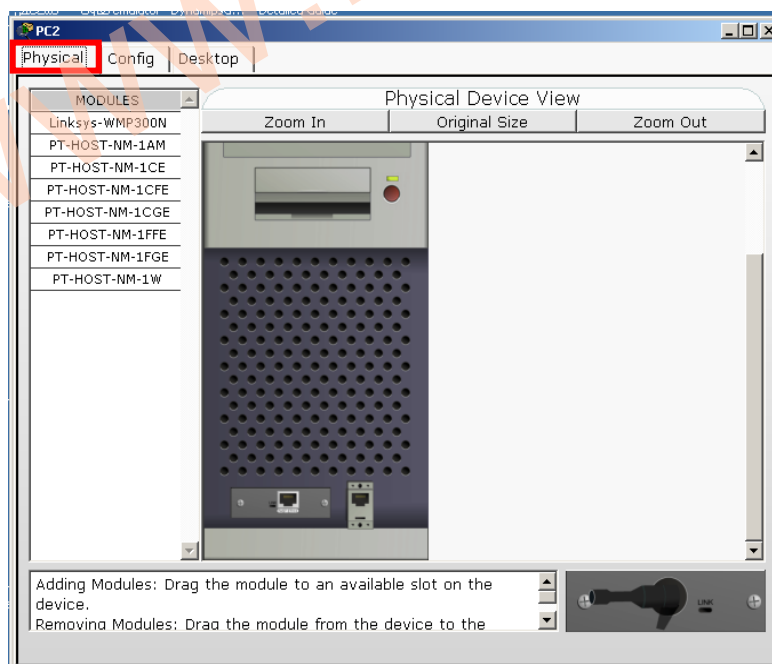 PC2
Physical Config Desktop
MODULES
Physical Device View
Zoom In Original Size Zoom Out
Linksys-WMP300N
PT-HOST-NM-1AM
PT-HOST-NM-1CE
PT-HOST-NM-1CFE
PT-HOST-NM-1CGE
PT-HOST-NM-1FFE
PT-HOST-NM-1FGE
PT-HOST-NM-1W
Adding Modules: Drag the module to an available slot on the
device.
Removing Modules: Drag the module from the device to the
LINK